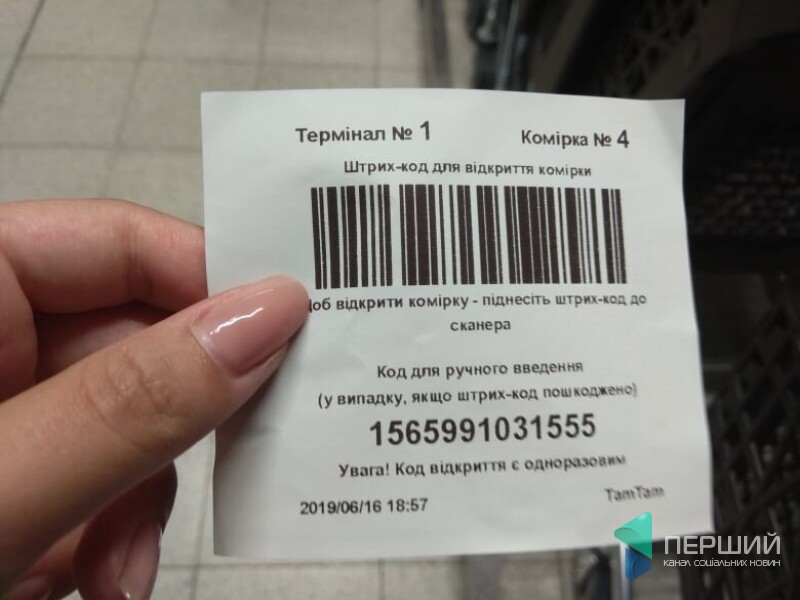 Термінал № 1 Комірка № 4
Штрих-код для відкриття комірки
відкрити комірку - піднесіть штрих-код до
сканера
Код для ручного введення
(у випадку, якщо штрих-код пошкоджено)
1565991031555
Увага! Код відкриття є одноразовим
2019/06/16 18:57 TamTam
ПЕРШИЙ
КАНАЛ СОЦІАЛЬНИХ НОВИН